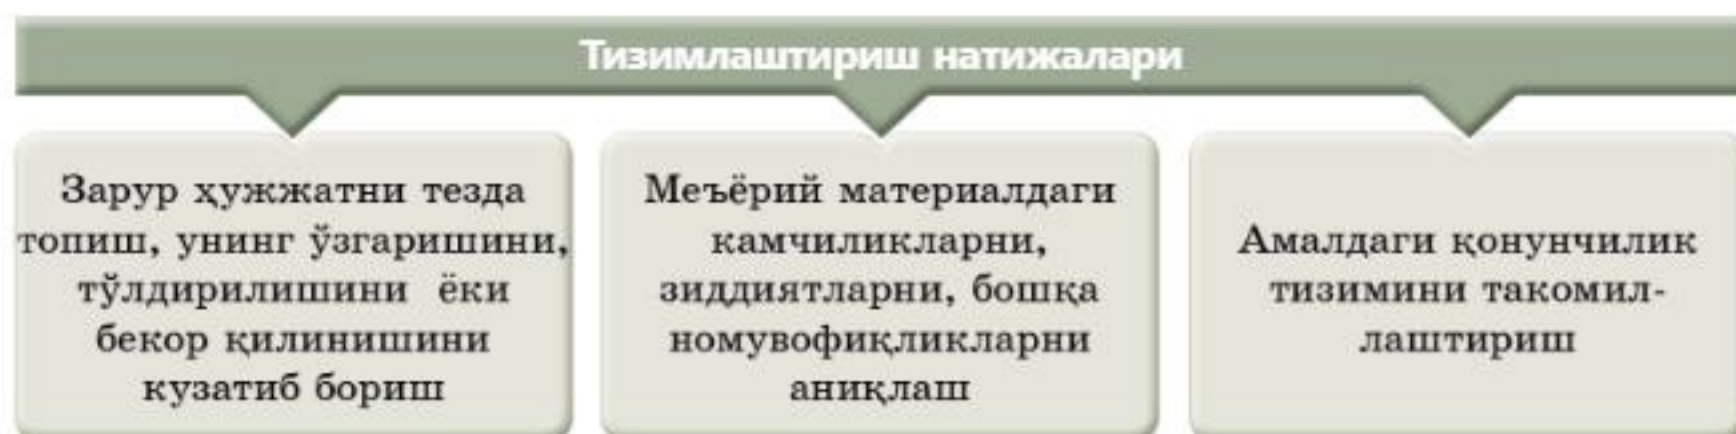 Тизимлаштириш натижалари
Зарур ҳужжатни тезда
топиш, унинг ўзгаришини,
тўлдирилишини ёки
бекор қилинишини
кузатиб бориш
Меъёрий материалдаги
камчиликларни,
зиддиятларни, бошқа
номувофиқликларни
аниқлаш
Амалдаги қонунчилик
тизимини такомил-
лаштириш